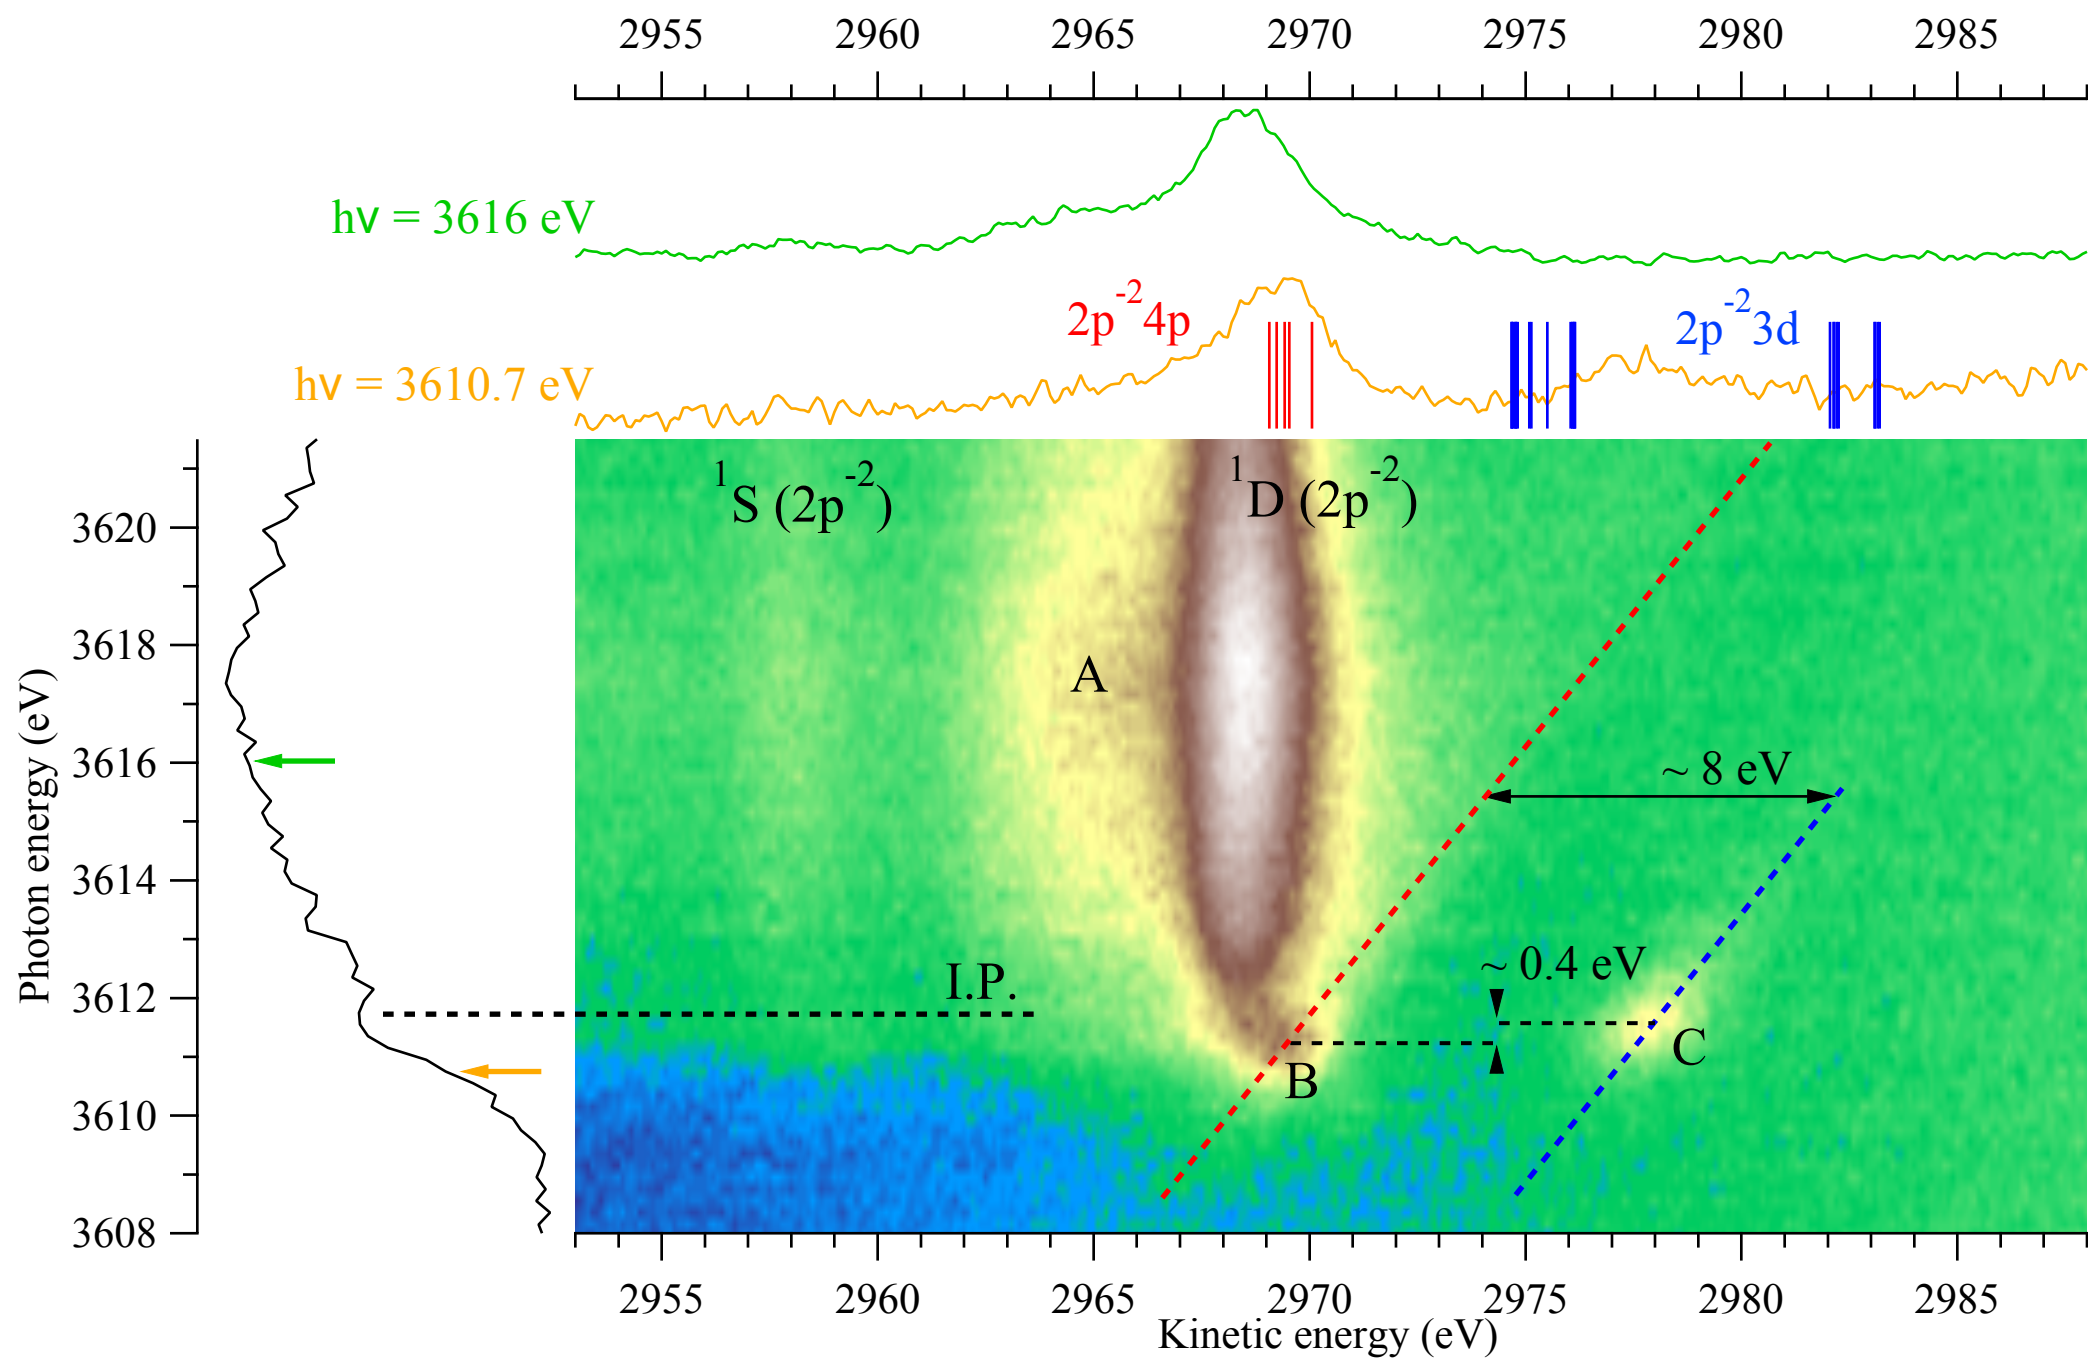 2955 2960 2965 2970 2975 2980 2985
hν = 3616 eV
2p⁻²4p
2p⁻²3d
hν = 3610.7 eV
¹S (2p⁻²)
¹D (2p⁻²)
3620
3618
A
3616
~ 8 eV
3614
~ 0.4 eV
I.P.
3612
C
B
3610
3608
Photon energy (eV)
2955 2960 2965 2970 2975 2980 2985
Kinetic energy (eV)